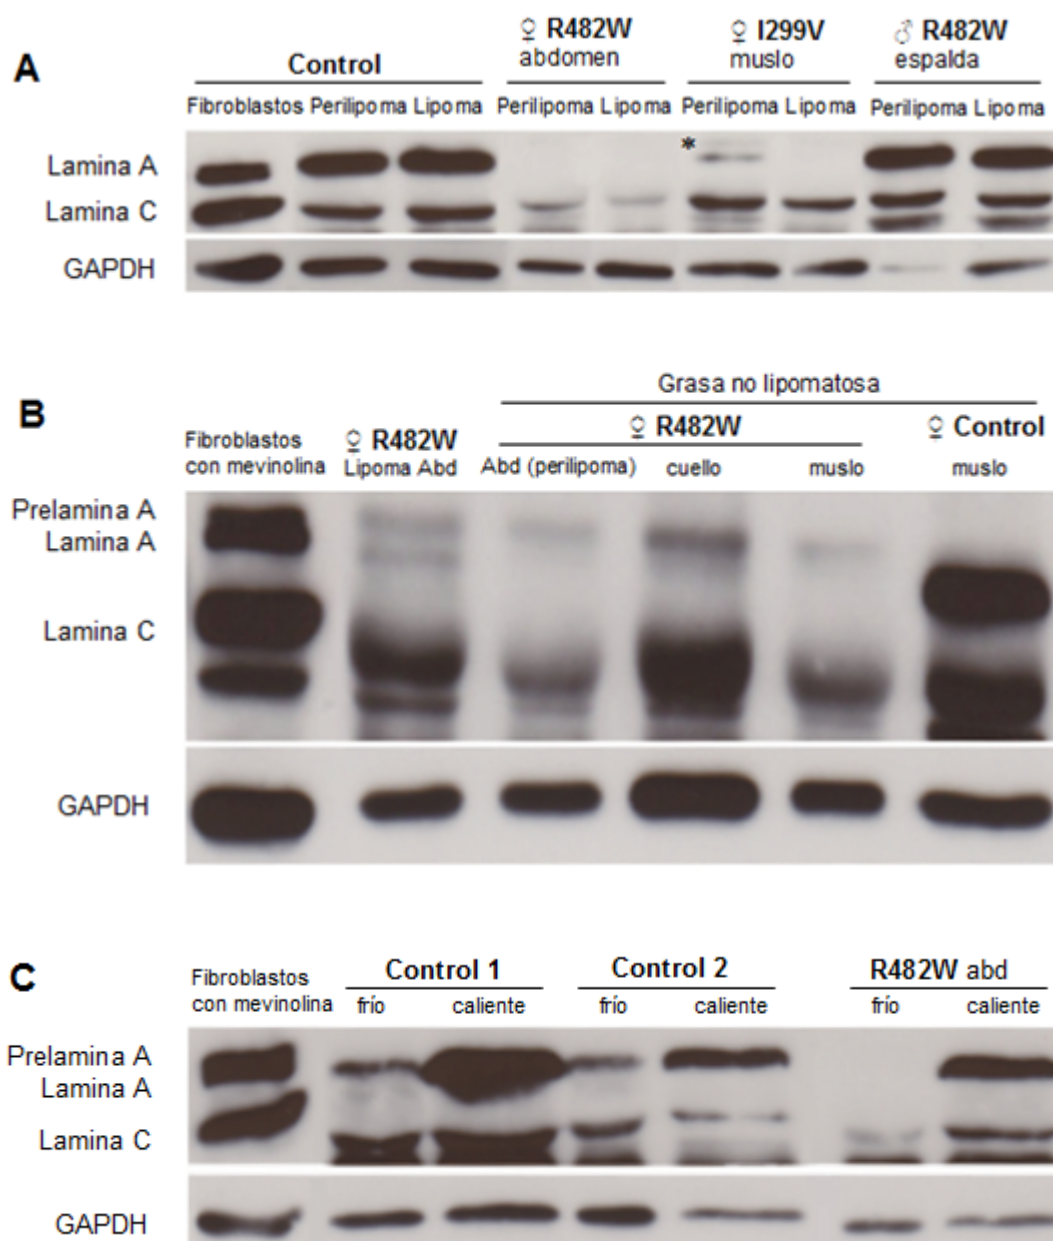 A
Control
♀ R482W
abdomen
♀ I299V
muslo
♂ R482W
espalda
Fibroblastos Perilipoma Lipoma Perilipoma Lipoma Perilipoma Lipoma Perilipoma Lipoma
*
Lamina A
Lamina C
GAPDH
B
Grasa no lipomatosa
Fibroblastos
con mevinolina
♀ R482W
Lipoma Abd
♀ R482W
Abd (perilipoma) cuello muslo
♀ Control
muslo
Prelamina A
Lamina A
Lamina C
GAPDH
C
Fibroblastos
con mevinolina
Control 1
frío caliente
Control 2
frío caliente
R482W abd
frío caliente
Prelamina A
Lamina A
Lamina C
GAPDH